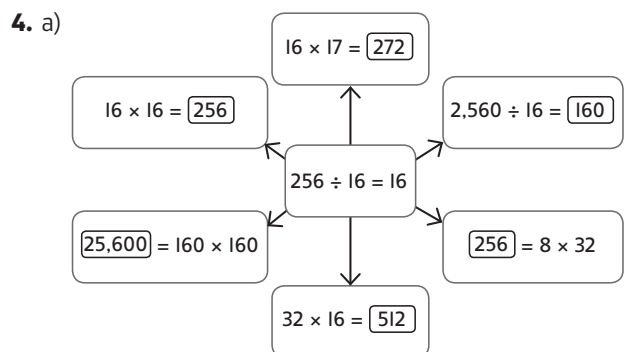 4. a)
16 × 17 = 272
16 × 16 = 256
2,560 ÷ 16 = 160
256 ÷ 16 = 16
25,600 = 160 × 160
256 = 8 × 32
32 × 16 = 512